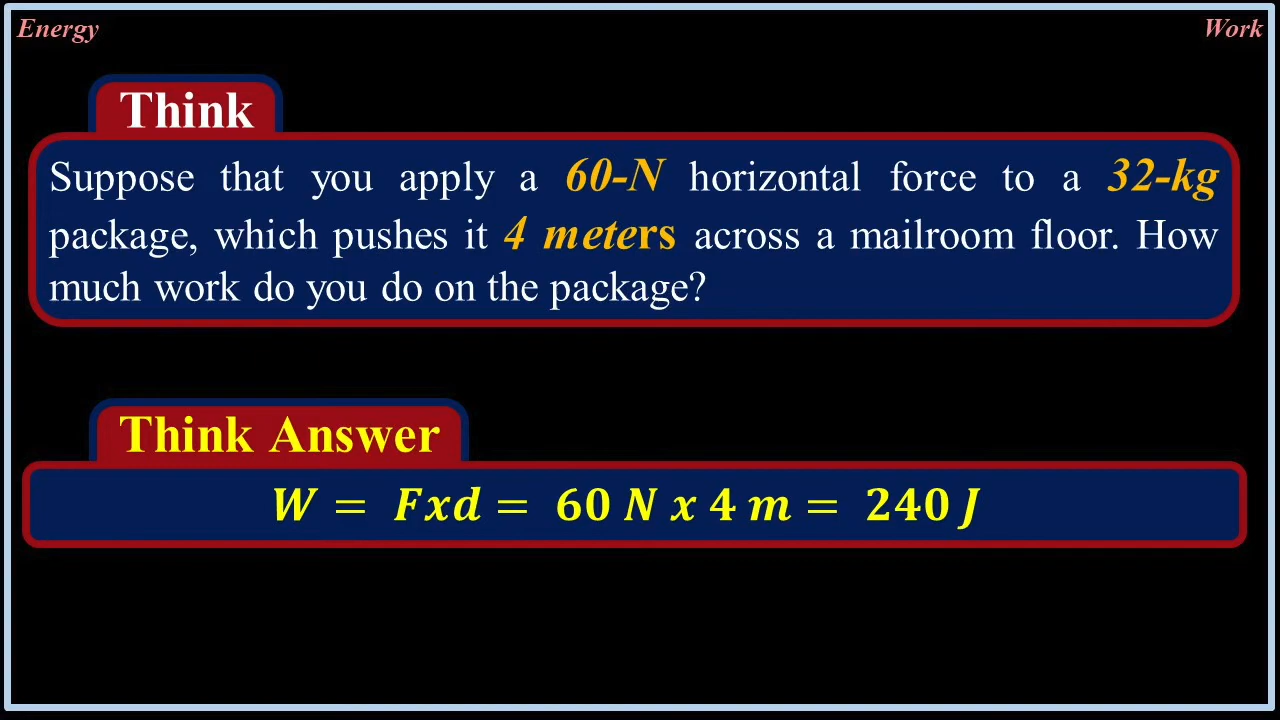 Energy
Work
Think
Suppose that you apply a 60-N horizontal force to a 32-kg
package, which pushes it 4 meters across a mailroom floor. How
much work do you do on the package?
Think Answer
W = Fxd = 60 N x 4 m = 240 J